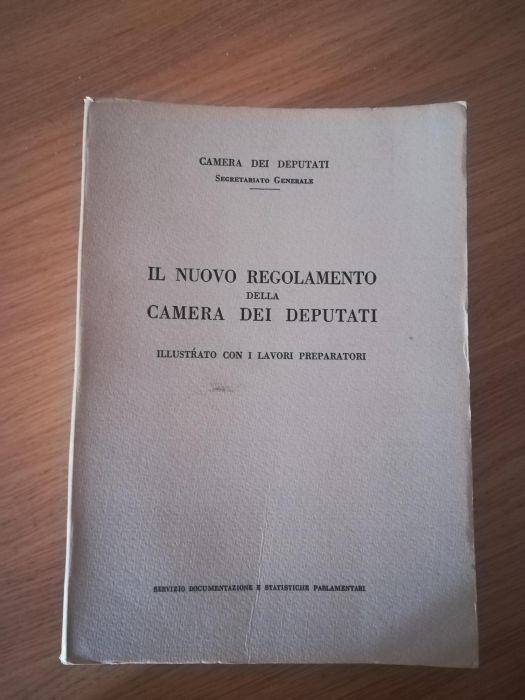 CAMERA DEI DEPUTATI
SEGRETARIATO GENERALE
IL NUOVO REGOLAMENTO
DELLA
CAMERA DEI DEPUTATI
ILLUSTRATO CON I LAVORI PREPARATORI
SERVIZIO DOCUMENTAZIONE E STATISTICHE PARLAMENTARI